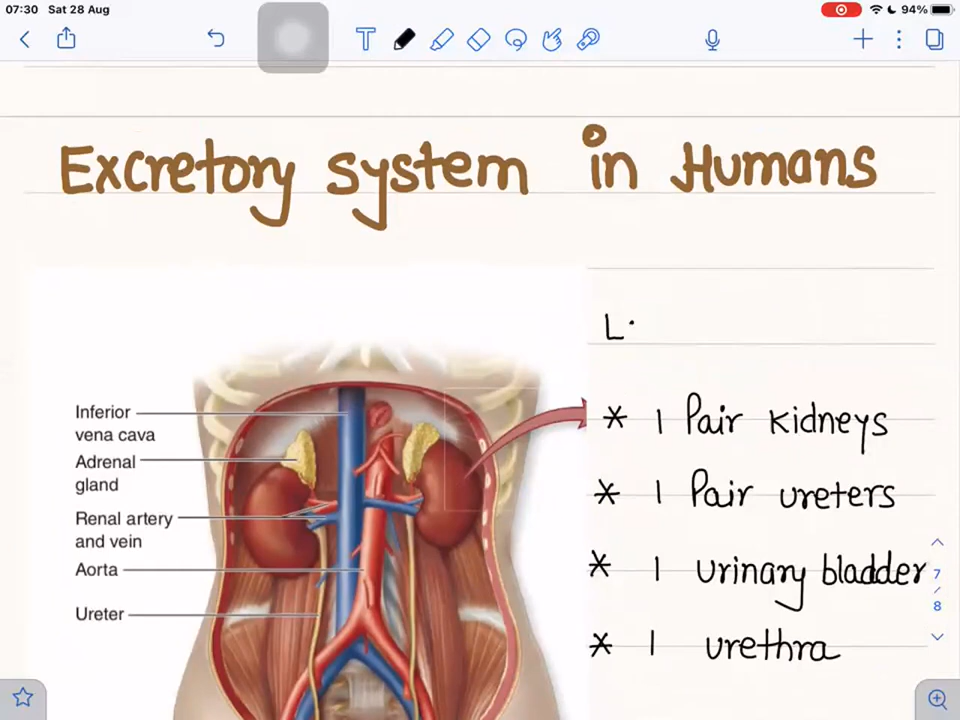 07:30 Sat 28 Aug
94%
T
Excretory system in Humans
L.
Inferior
vena cava
Adrenal
gland
Renal artery
and vein
Aorta
Ureter
* 1 Pair kidneys
* 1 Pair ureters
* 1 urinary bladder
* 1 urethra
7
/
8